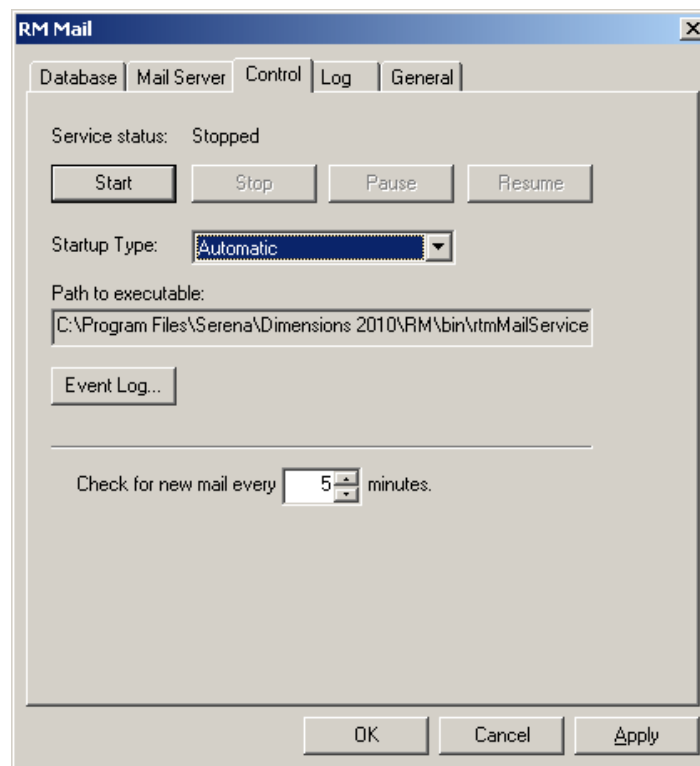 RM Mail
Database Mail Server Control Log General
Service status: Stopped
Start Stop Pause Resume
Startup Type: Automatic
Path to executable:
C:\Program Files\Serena\Dimensions 2010\RM\bin\rtmMailService
Event Log...
Check for new mail every 5 minutes.
OK Cancel Apply